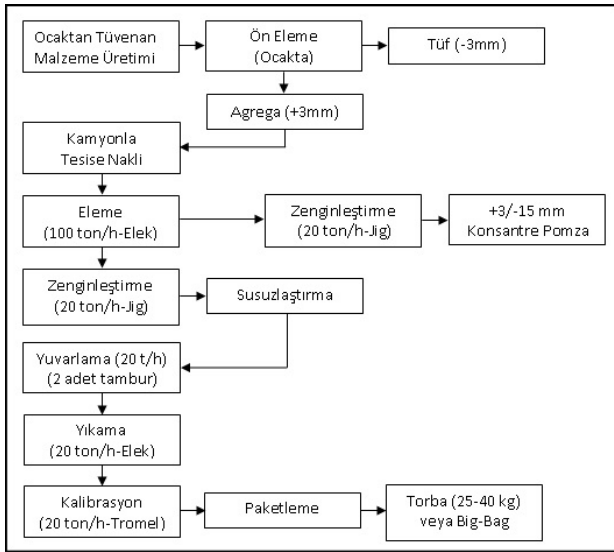 Ocaktan Tüvenan
Malzeme Üretimi
Ön Eleme
(Ocakta)
Tüf (-3mm)
Agrega (+3mm)
Kamyonla
Tesise Nakli
Eleme
(100 ton/h-Elek)
Zenginleştirme
(20 ton/h-Jig)
+3/-15 mm
Konsantre Pomza
Zenginleştirme
(20 ton/h-Jig)
Susuzlaştırma
Yuvarlama (20 t/h)
(2 adet tambur)
Yıkama
(20 ton/h-Elek)
Kalibrasyon
(20 ton/h-Tromel)
Paketleme
Torba (25-40 kg)
veya Big-Bag